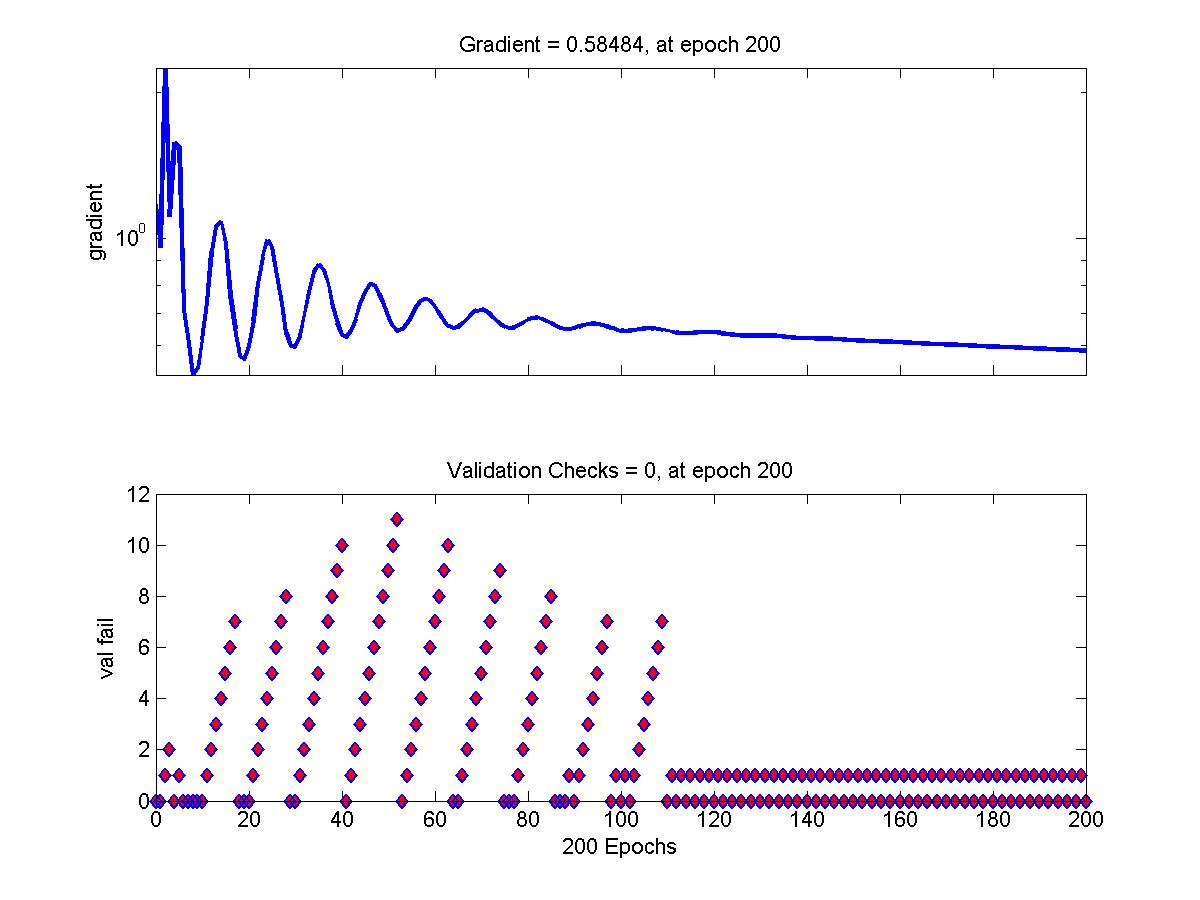 Gradient = 0.58484, at epoch 200
gradient
10^0
Validation Checks = 0, at epoch 200
val fail
12
10
8
6
4
2
0
0 20 40 60 80 100 120 140 160 180 200
200 Epochs